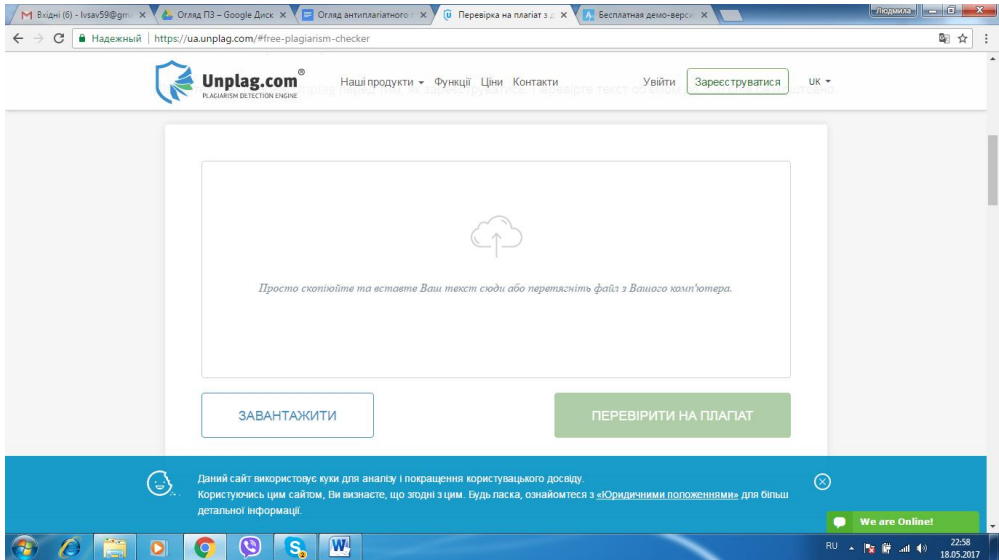 Вхідні (6) - lvsav59@gm
Огляд ПЗ – Google Диск
Огляд антиплагіатного
Перевірка на плагіат з
Бесплатная демо-верси
Людмила
Надежный | https://ua.unplag.com/#free-plagiarism-checker
Unplag.com®
PLAGIARISM DETECTION ENGINE
Наші продукти Функції Ціни Контакти Увійти Зареєструватися UK
Просто скопіюйте та вставте Ваш текст сюди або перетягніть файл з Вашого комп'ютера.
ЗАВАНТАЖИТИ
ПЕРЕВІРИТИ НА ПЛАГІАТ
Даний сайт використовує куки для аналізу і покращення користувацького досвіду.
Користуючись цим сайтом, Ви визнаєте, що згодні з цим. Будь ласка, ознайомтеся з «Юридичними положеннями» для більш
детальної інформації.
We are Online!
RU
22:58
18.05.2017